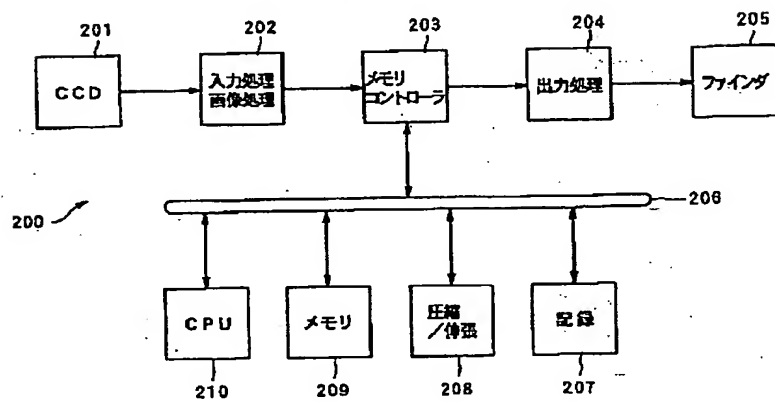 201
202
203
204
205
CCD
入力処理
画像処理
メモリ
コントローラ
出力処理
ファインダ
200
206
CPU
メモリ
圧縮
／伸張
記録
210
209
208
207